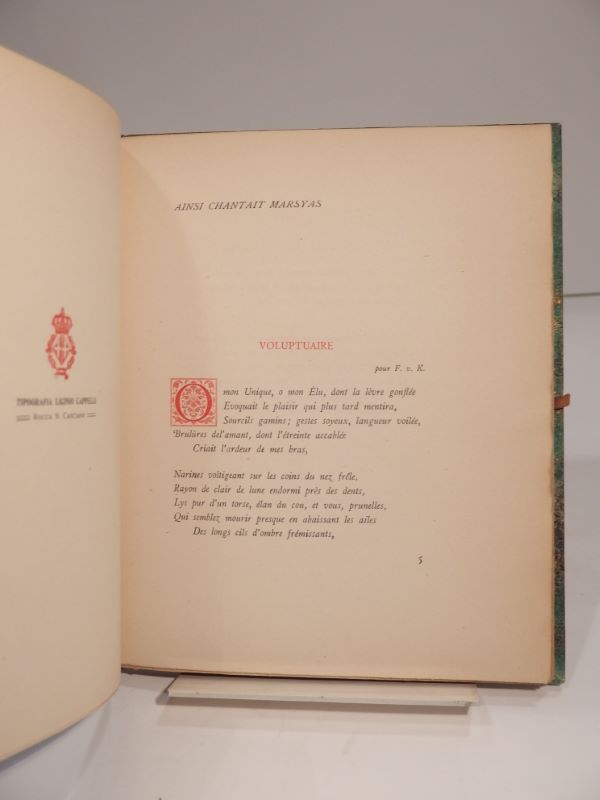 TIPOGRAFIA LICINIO CAPPELLI
ROCCA S. CASCIANO
AINSI CHANTAIT MARSYAS
VOLUPTUAIRE
pour F. v. K.
O mon Unique, o mon Élu, dont la lèvre gonflée
Evoquait le plaisir qui plus tard mentira,
Sourcils gamins ; gestes soyeux, langueur voilée,
Brulûres del'amant, dont l'étreinte accablée
Criait l'ardeur de mes bras,
Narines voltigeant sur les coins du nez frêle,
Rayon de clair de lune endormi près des dents,
Lys pur d'un torse, élan du cou, et vous, prunelles,
Qui semblez mourir presque en abaissant les ailes
Des longs cils d'ombre frémissants,
5